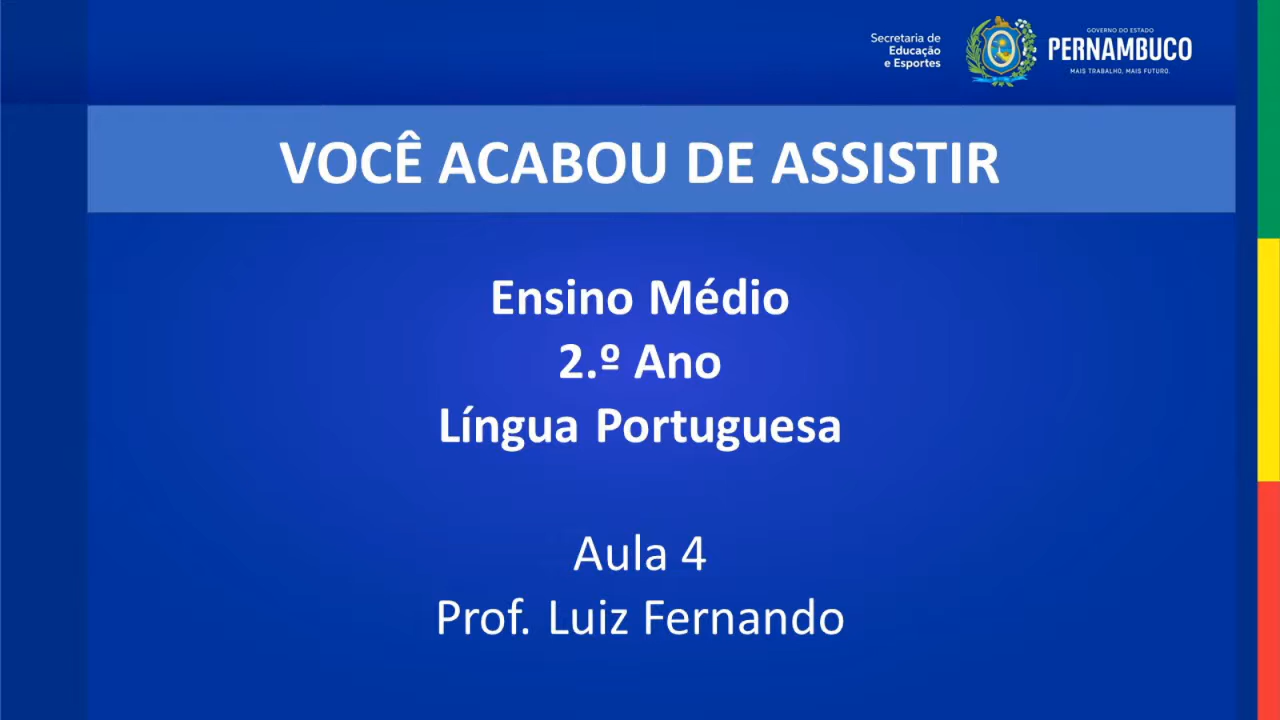 Secretaria de
Educação
e Esportes
GOVERNO DO ESTADO
PERNAMBUCO
MAIS TRABALHO, MAIS FUTURO.
VOCÊ ACABOU DE ASSISTIR
Ensino Médio
2.º Ano
Língua Portuguesa
Aula 4
Prof. Luiz Fernando